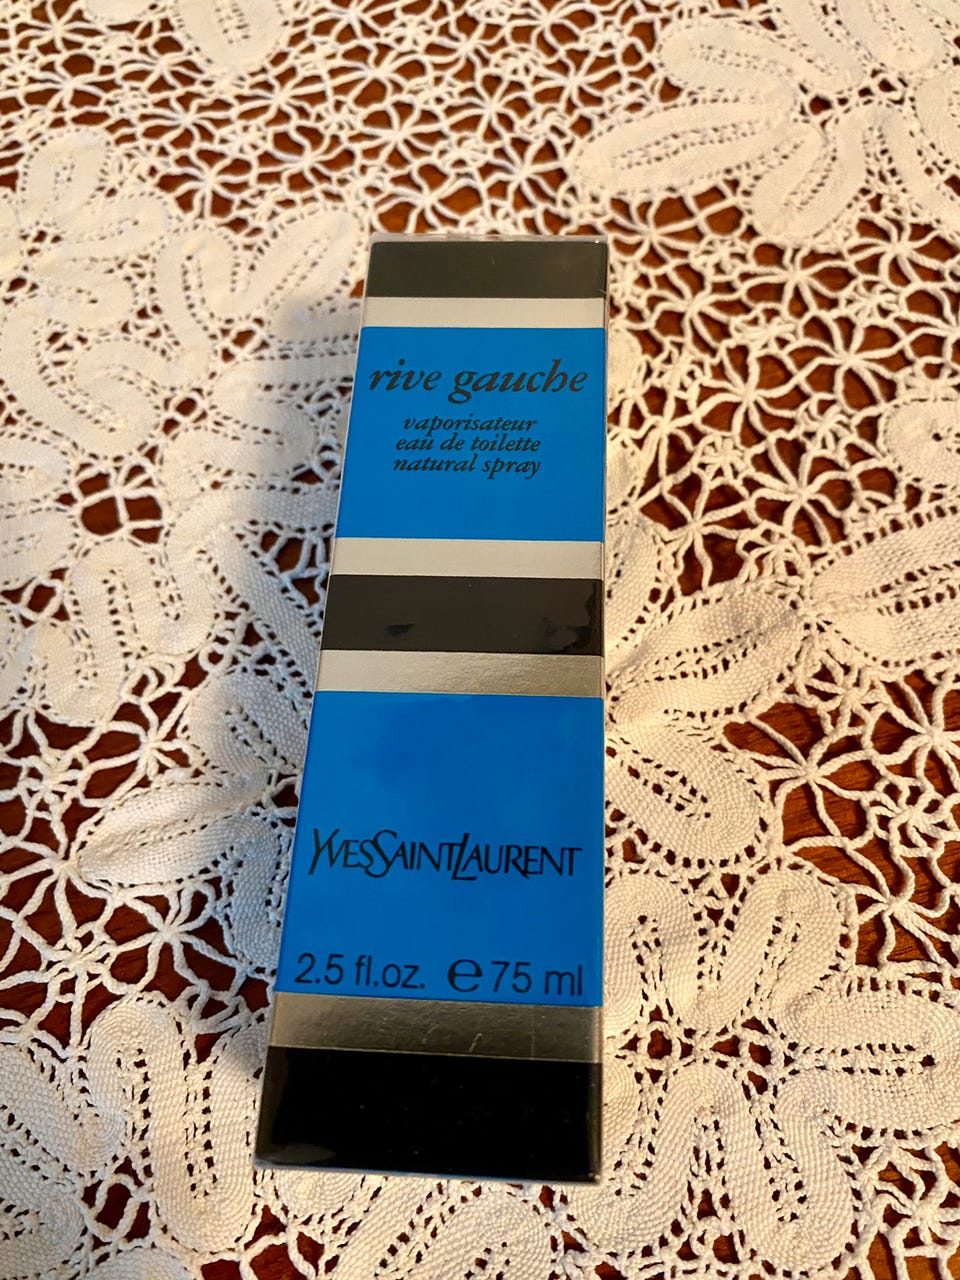 rive gauche
vaporisateur
eau de toilette
natural spray
YVESSAINTLAURENT
2.5 fl.oz. ℮ 75 ml